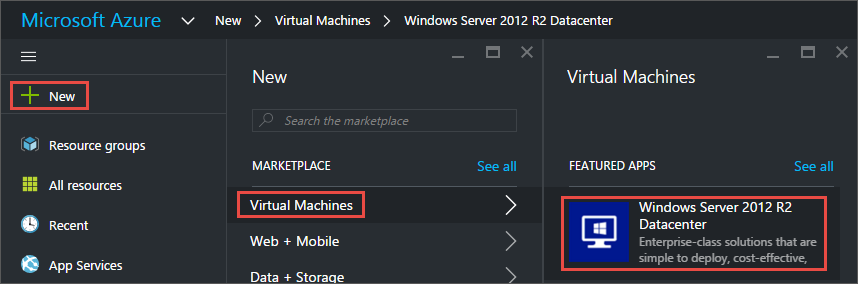 Microsoft Azure New Virtual Machines Windows Server 2012 R2 Datacenter
New
Resource groups
All resources
Recent
App Services
New
Search the marketplace
MARKETPLACE See all
Virtual Machines
Web + Mobile
Data + Storage
Virtual Machines
FEATURED APPS See all
Windows Server 2012 R2
Datacenter
Enterprise-class solutions that are
simple to deploy, cost-effective,